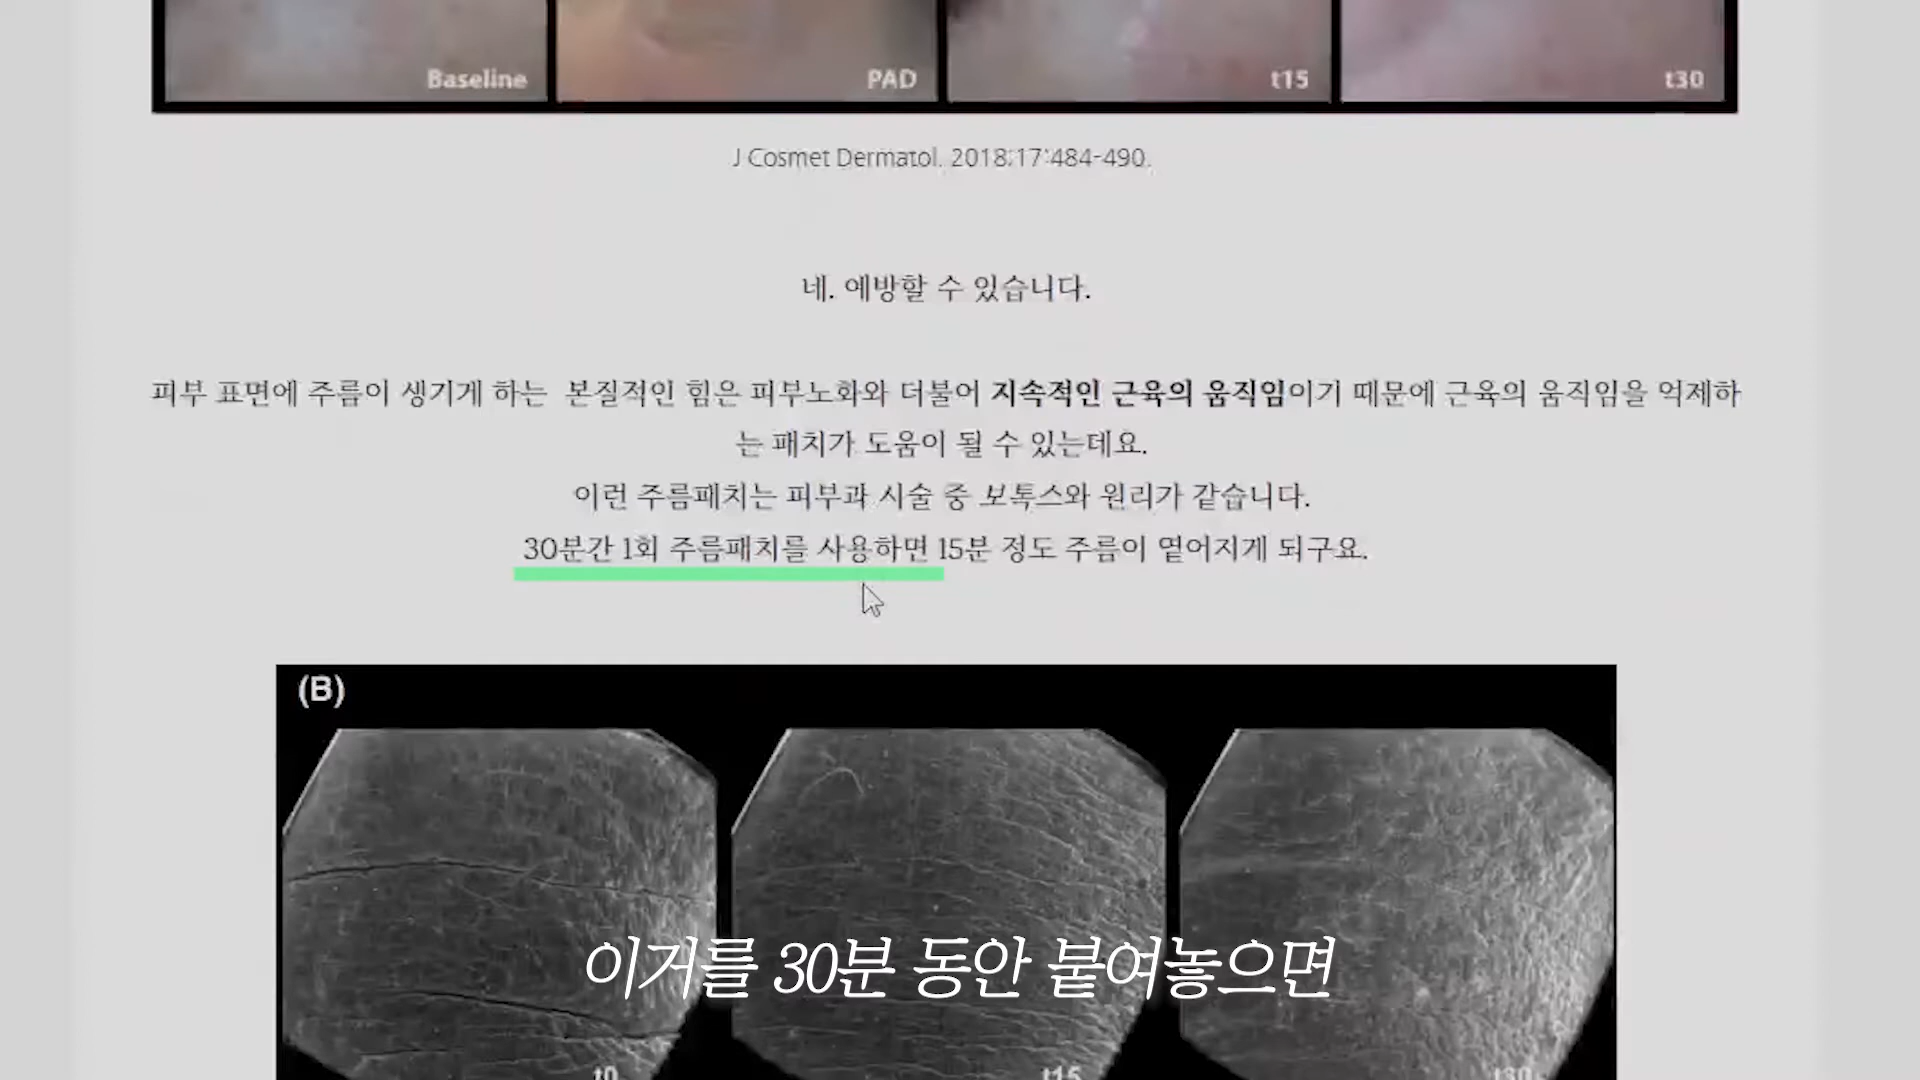 Baseline
PAD
t15
t30
J Cosmet Dermatol. 2018;17:484-490.
네. 예방할 수 있습니다.
피부 표면에 주름이 생기게 하는 본질적인 힘은 피부노화와 더불어 지속적인 근육의 움직임이기 때문에 근육의 움직임을 억제하
는 패치가 도움이 될 수 있는데요.
이런 주름패치는 피부과 시술 중 보톡스와 원리가 같습니다.
30분간 1회 주름패치를 사용하면 15분 정도 주름이 옅어지게 되구요.
(B)
이거를 30분 동안 붙여놓으면
t0
t15
t30